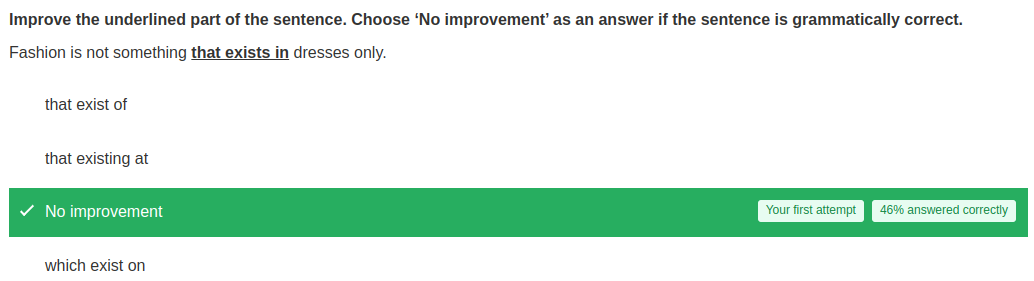 Improve the underlined part of the sentence. Choose ‘No improvement’ as an answer if the sentence is grammatically correct.
Fashion is not something that exists in dresses only.
that exist of
that existing at
No improvement Your first attempt 46% answered correctly
which exist on